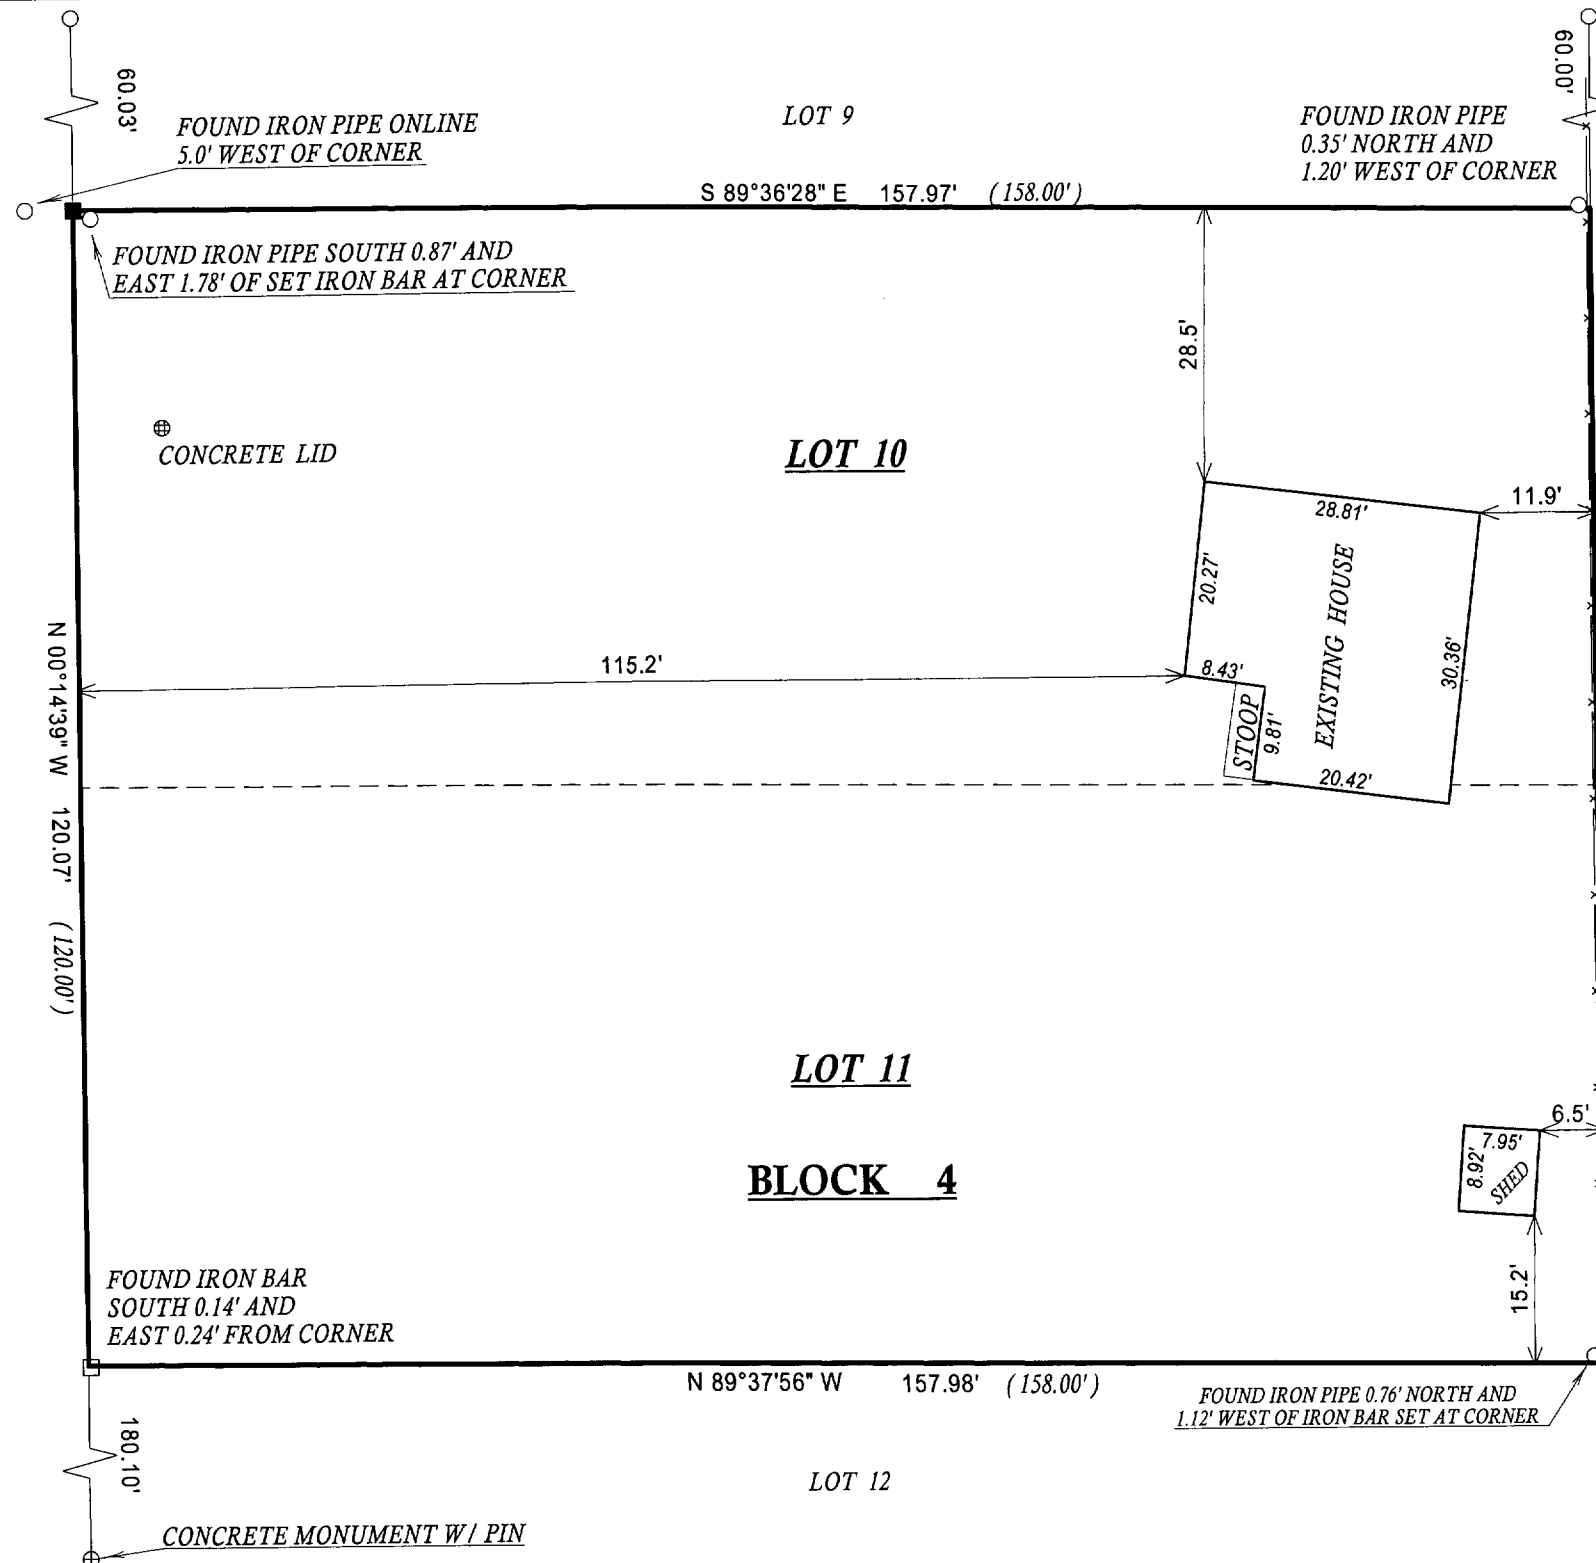 60.03'
60.00'
FOUND IRON PIPE ONLINE
5.0' WEST OF CORNER
LOT 9
FOUND IRON PIPE
0.35' NORTH AND
1.20' WEST OF CORNER
S 89°36'28" E 157.97' (158.00')
FOUND IRON PIPE SOUTH 0.87' AND
EAST 1.78' OF SET IRON BAR AT CORNER
28.5'
CONCRETE LID
LOT 10
11.9'
28.81'
20.27'
EXISTING HOUSE
30.36'
115.2'
8.43'
STOOP
9.81'
20.42'
N 00°14'39" W 120.07' (120.00')
LOT 11
BLOCK 4
6.5'
7.95'
8.92'
SHED
15.2'
FOUND IRON BAR
SOUTH 0.14' AND
EAST 0.24' FROM CORNER
N 89°37'56" W 157.98' (158.00')
FOUND IRON PIPE 0.76' NORTH AND
1.12' WEST OF IRON BAR SET AT CORNER
180.10'
LOT 12
CONCRETE MONUMENT W/ PIN